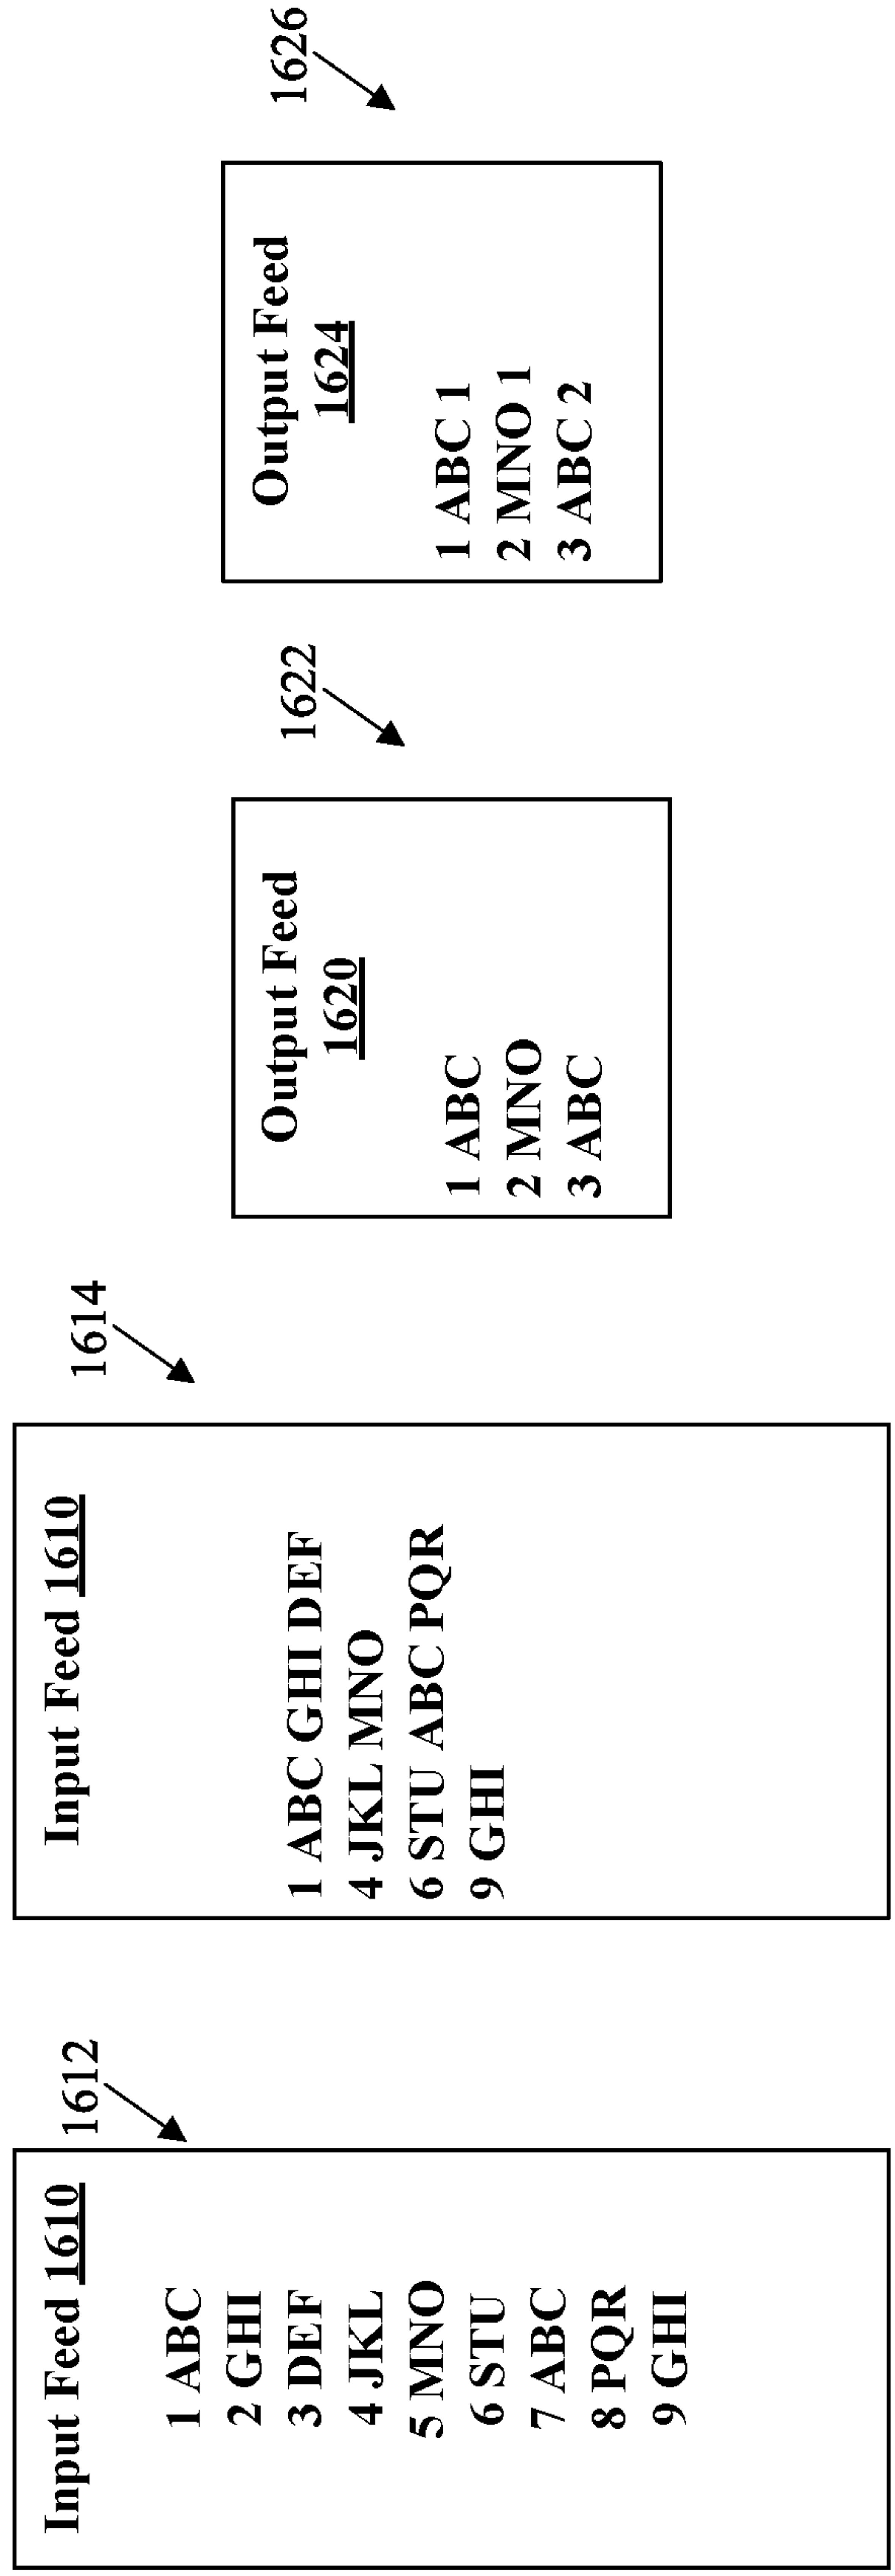 1612
Input Feed 1610
1 ABC
2 GHI
3 DEF
4 JKL
5 MNO
6 STU
7 ABC
8 PQR
9 GHI
1614
Input Feed 1610
1 ABC GHI DEF
4 JKL MNO
6 STU ABC PQR
9 GHI
1622
Output Feed
1620
1 ABC
2 MNO
3 ABC
1626
Output Feed
1624
1 ABC 1
2 MNO 1
3 ABC 2